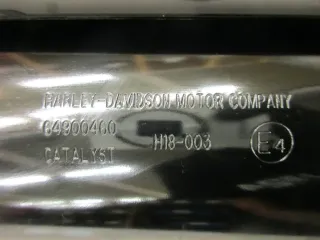 HARLEY-DAVIDSON MOTOR COMPANY
64900460
CATALYST H18-003 E4